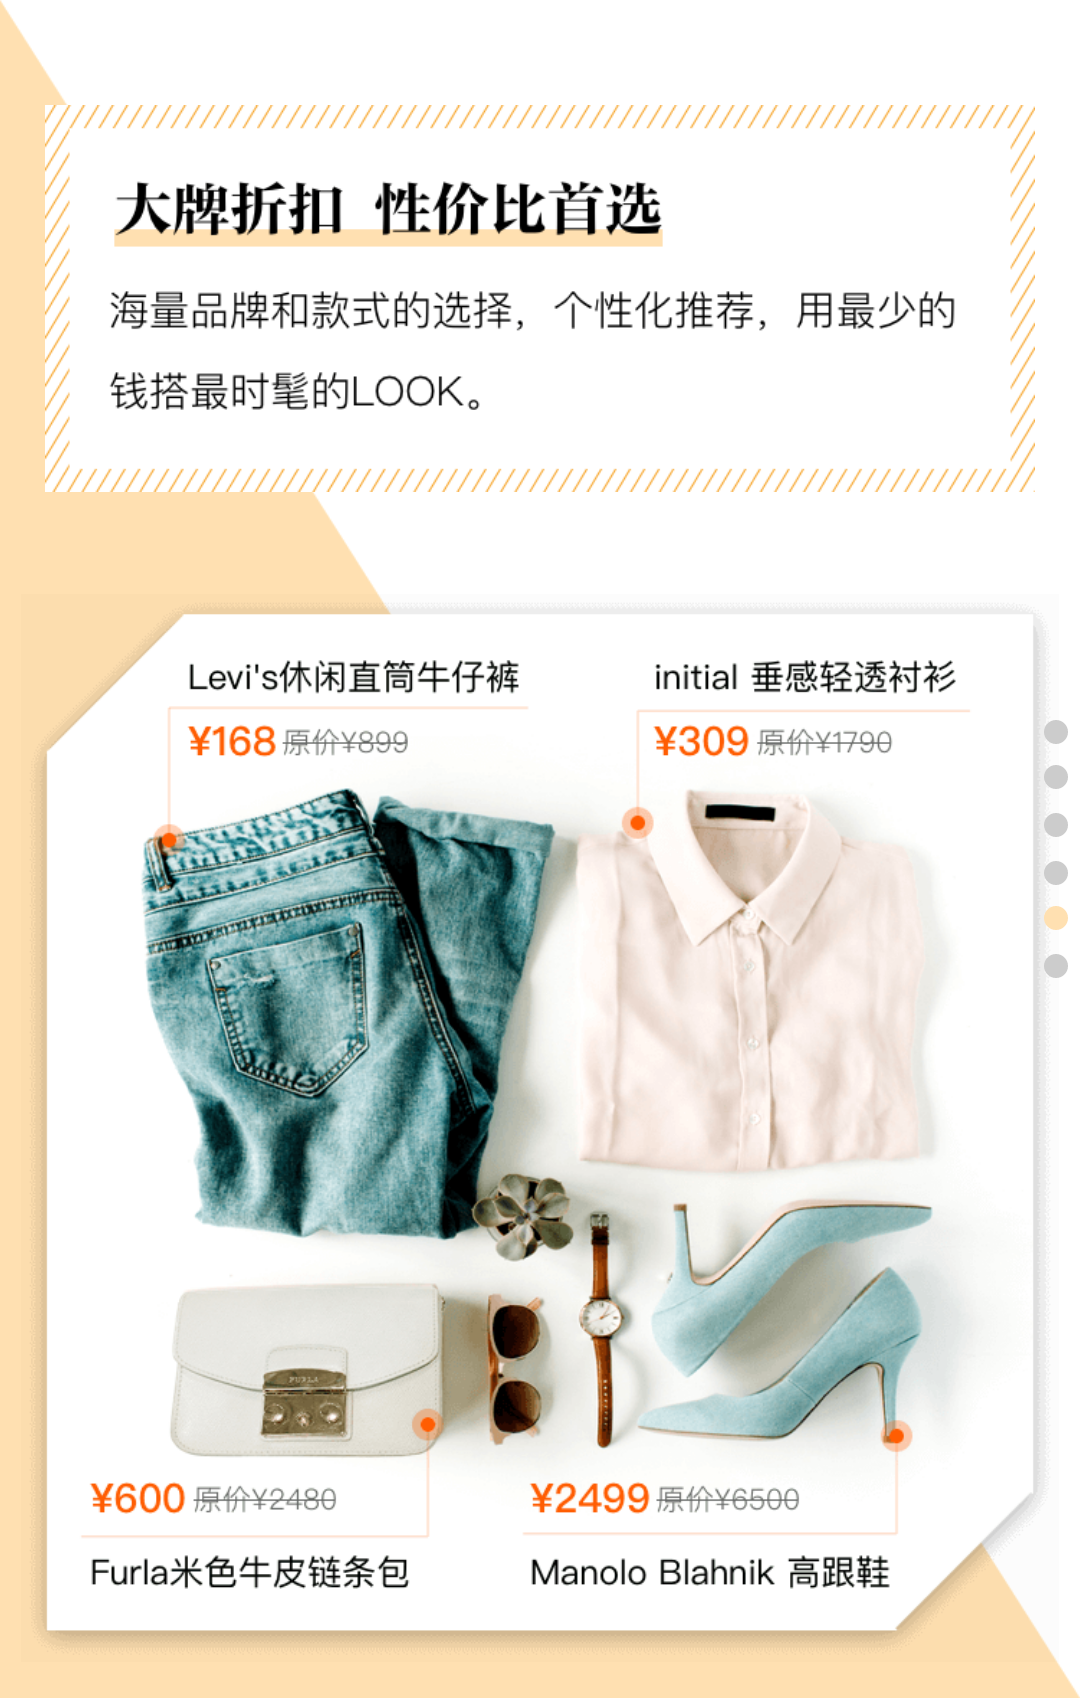 大牌折扣 性价比首选
海量品牌和款式的选择，个性化推荐，用最少的
钱搭最时髦的LOOK。
Levi's休闲直筒牛仔裤
¥168 原价¥899
initial 垂感轻透衬衫
¥309 原价¥1790
FURLA
¥600 原价¥2480
Furla米色牛皮链条包
¥2499 原价¥6500
Manolo Blahnik 高跟鞋